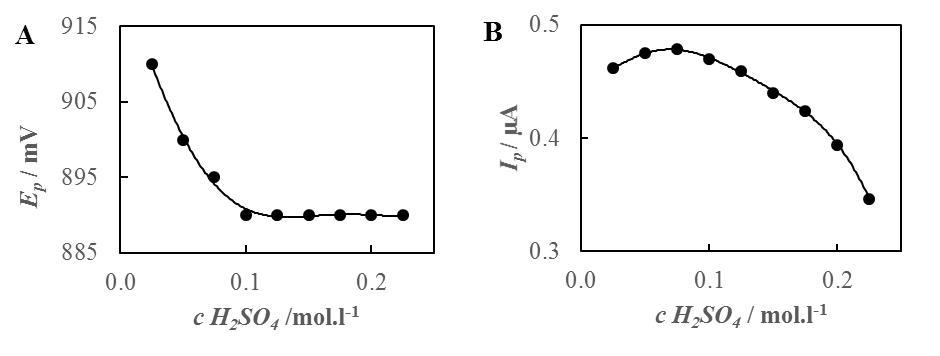 A
915
905
895
885
E_p / mV
0.0 0.1 0.2
c H₂SO₄ /mol.l⁻¹
B
0.5
0.4
0.3
I_p / μA
0.0 0.1 0.2
c H₂SO₄ / mol.l⁻¹